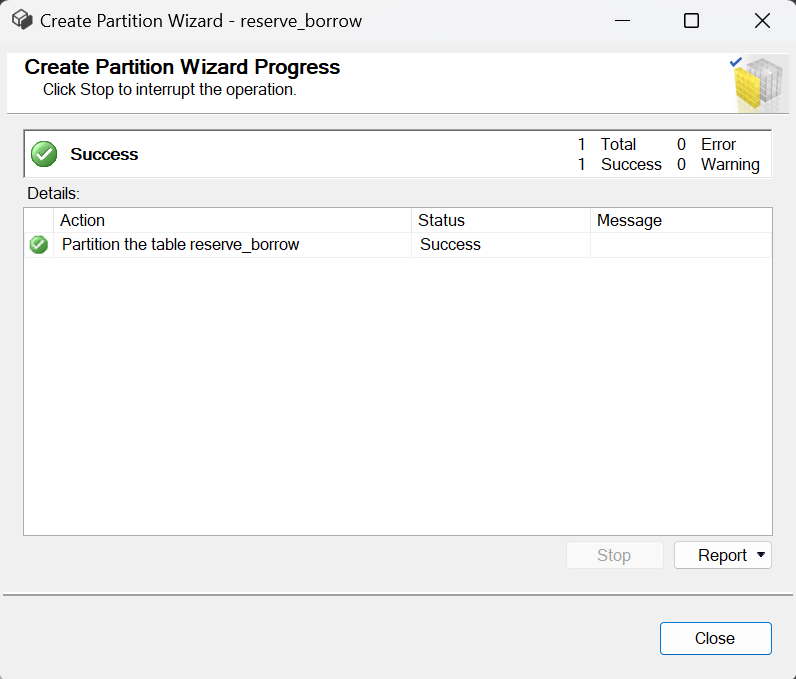 Create Partition Wizard - reserve_borrow
Create Partition Wizard Progress
Click Stop to interrupt the operation.
Success
1 Total 0 Error
1 Success 0 Warning
Details:
Action Status Message
Partition the table reserve_borrow Success
Stop Report
Close